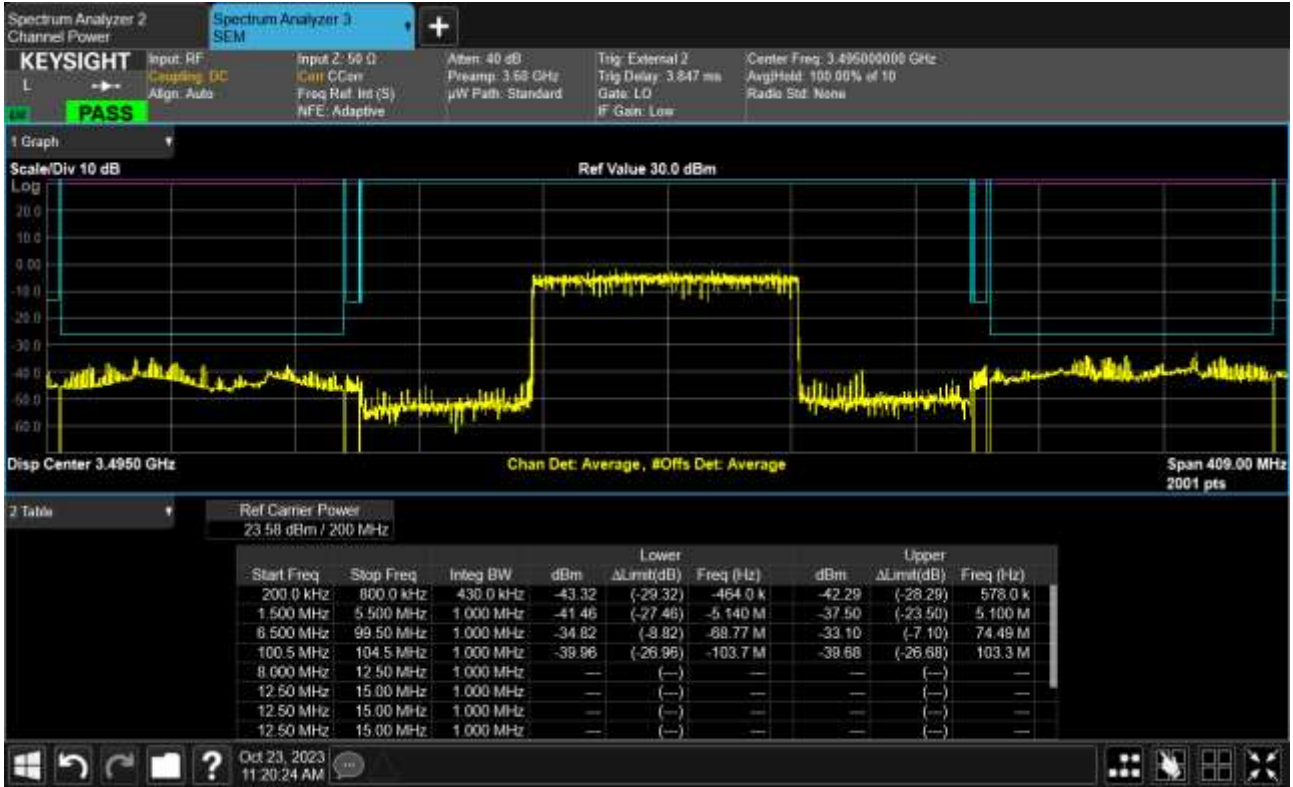 Spectrum Analyzer 2
Channel Power
Spectrum Analyzer 3
SEM
KEYSIGHT
L
PASS
Input: RF
Coupling: DC
Align: Auto
Input Z: 50 Ω
Corr CCorr
Freq Ref: Int (S)
NFE: Adaptive
Atten: 40 dB
Preamp: 3.60 GHz
µW Path: Standard
Trig: External 2
Trig Delay: 3.847 ms
Gate: LO
IF Gain: Low
Center Freq: 3.495000000 GHz
Avg|Hold: 100.00% of 10
Radio Std: None
1 Graph
Scale/Div 10 dB
Ref Value 30.0 dBm
Log
20.0
10.0
0.00
-10.0
-20.0
-30.0
-40.0
-50.0
-60.0
Disp Center 3.4950 GHz
Chan Det: Average, #Offs Det: Average
Span 409.00 MHz
2001 pts
2 Table
Ref Carrier Power
23.58 dBm / 200 MHz
Lower Upper
Start Freq Stop Freq Integ BW dBm ΔLimit(dB) Freq (Hz) dBm ΔLimit(dB) Freq (Hz)
200.0 kHz 800.0 kHz 430.0 kHz -43.32 (-29.32) -464.0 k -42.29 (-28.29) 578.0 k
1.500 MHz 5.500 MHz 1.000 MHz -41.46 (-27.46) -5.140 M -37.50 (-23.50) 5.100 M
6.500 MHz 99.50 MHz 1.000 MHz -34.82 (-8.82) -68.77 M -33.10 (-7.10) 74.49 M
100.5 MHz 104.5 MHz 1.000 MHz -39.96 (-26.96) -103.7 M -39.68 (-26.68) 103.3 M
8.000 MHz 12.50 MHz 1.000 MHz --- (---) --- --- (---) ---
12.50 MHz 15.00 MHz 1.000 MHz --- (---) --- --- (---) ---
12.50 MHz 15.00 MHz 1.000 MHz --- (---) --- --- (---) ---
12.50 MHz 15.00 MHz 1.000 MHz --- (---) --- --- (---) ---
Oct 23, 2023
11:20:24 AM